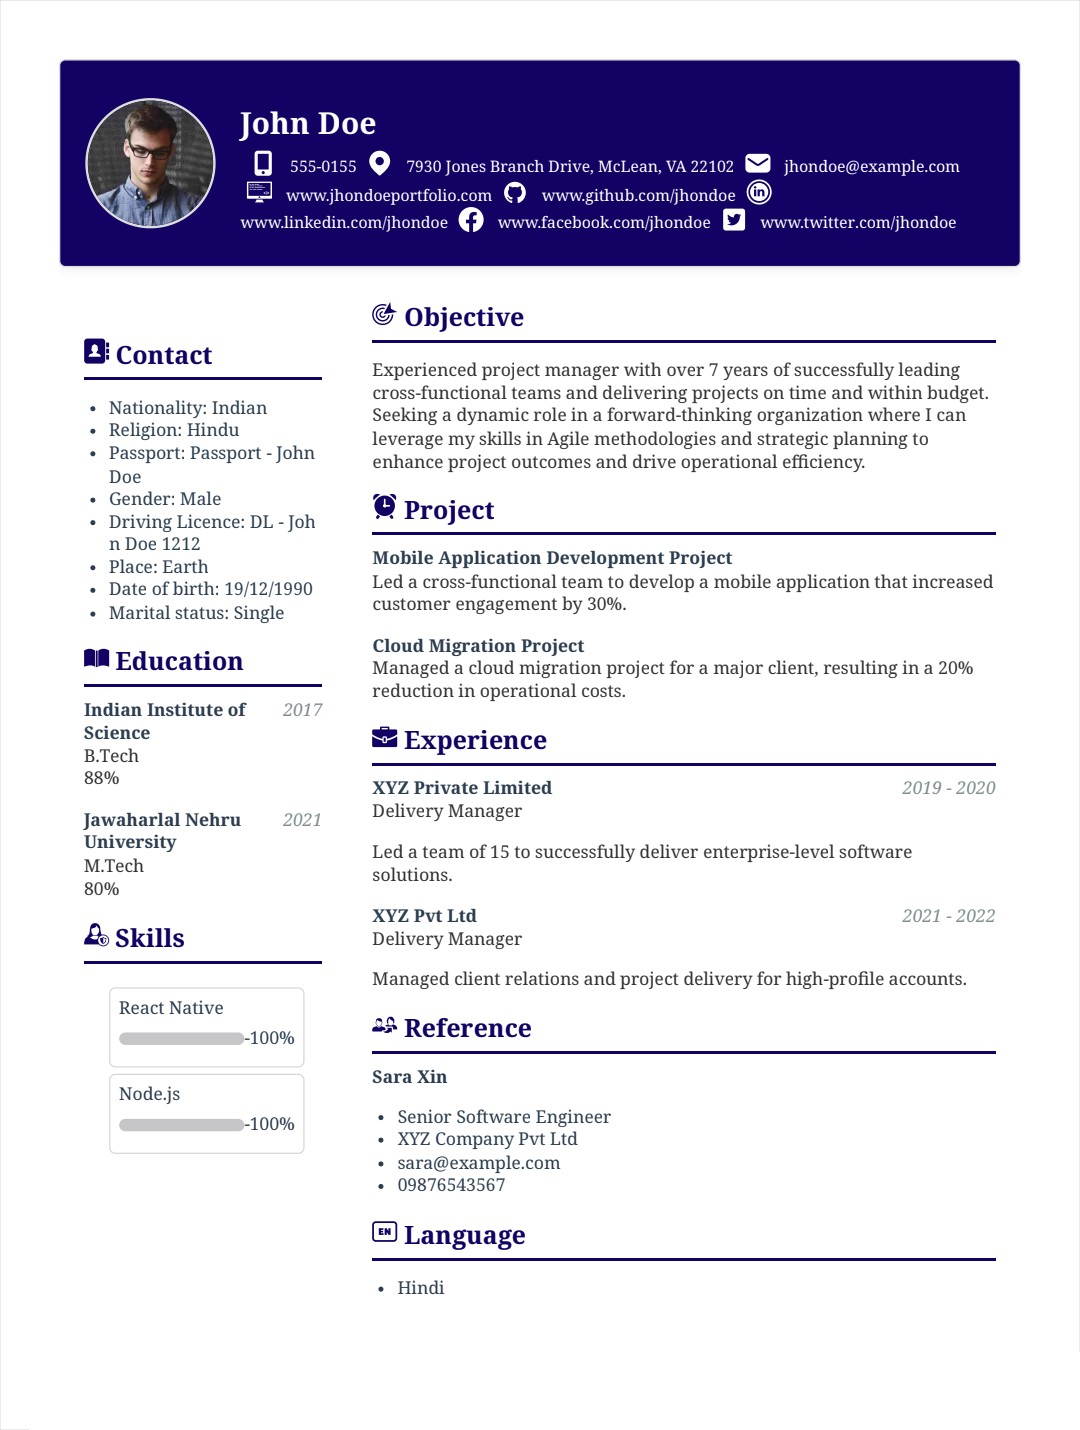 John Doe
555-0155 7930 Jones Branch Drive, McLean, VA 22102 jhondoe@example.com
www.jhondoeportfolio.com www.github.com/jhondoe
www.linkedin.com/jhondoe www.facebook.com/jhondoe www.twitter.com/jhondoe
Contact
• Nationality: Indian
• Religion: Hindu
• Passport: Passport - John
Doe
• Gender: Male
• Driving Licence: DL - Joh
n Doe 1212
• Place: Earth
• Date of birth: 19/12/1990
• Marital status: Single
Education
Indian Institute of 2017
Science
B.Tech
88%
Jawaharlal Nehru 2021
University
M.Tech
80%
Skills
React Native
-100%
Node.js
-100%
Objective
Experienced project manager with over 7 years of successfully leading
cross-functional teams and delivering projects on time and within budget.
Seeking a dynamic role in a forward-thinking organization where I can
leverage my skills in Agile methodologies and strategic planning to
enhance project outcomes and drive operational efficiency.
Project
Mobile Application Development Project
Led a cross-functional team to develop a mobile application that increased
customer engagement by 30%.
Cloud Migration Project
Managed a cloud migration project for a major client, resulting in a 20%
reduction in operational costs.
Experience
XYZ Private Limited 2019 - 2020
Delivery Manager
Led a team of 15 to successfully deliver enterprise-level software
solutions.
XYZ Pvt Ltd 2021 - 2022
Delivery Manager
Managed client relations and project delivery for high-profile accounts.
Reference
Sara Xin
• Senior Software Engineer
• XYZ Company Pvt Ltd
• sara@example.com
• 09876543567
EN Language
• Hindi